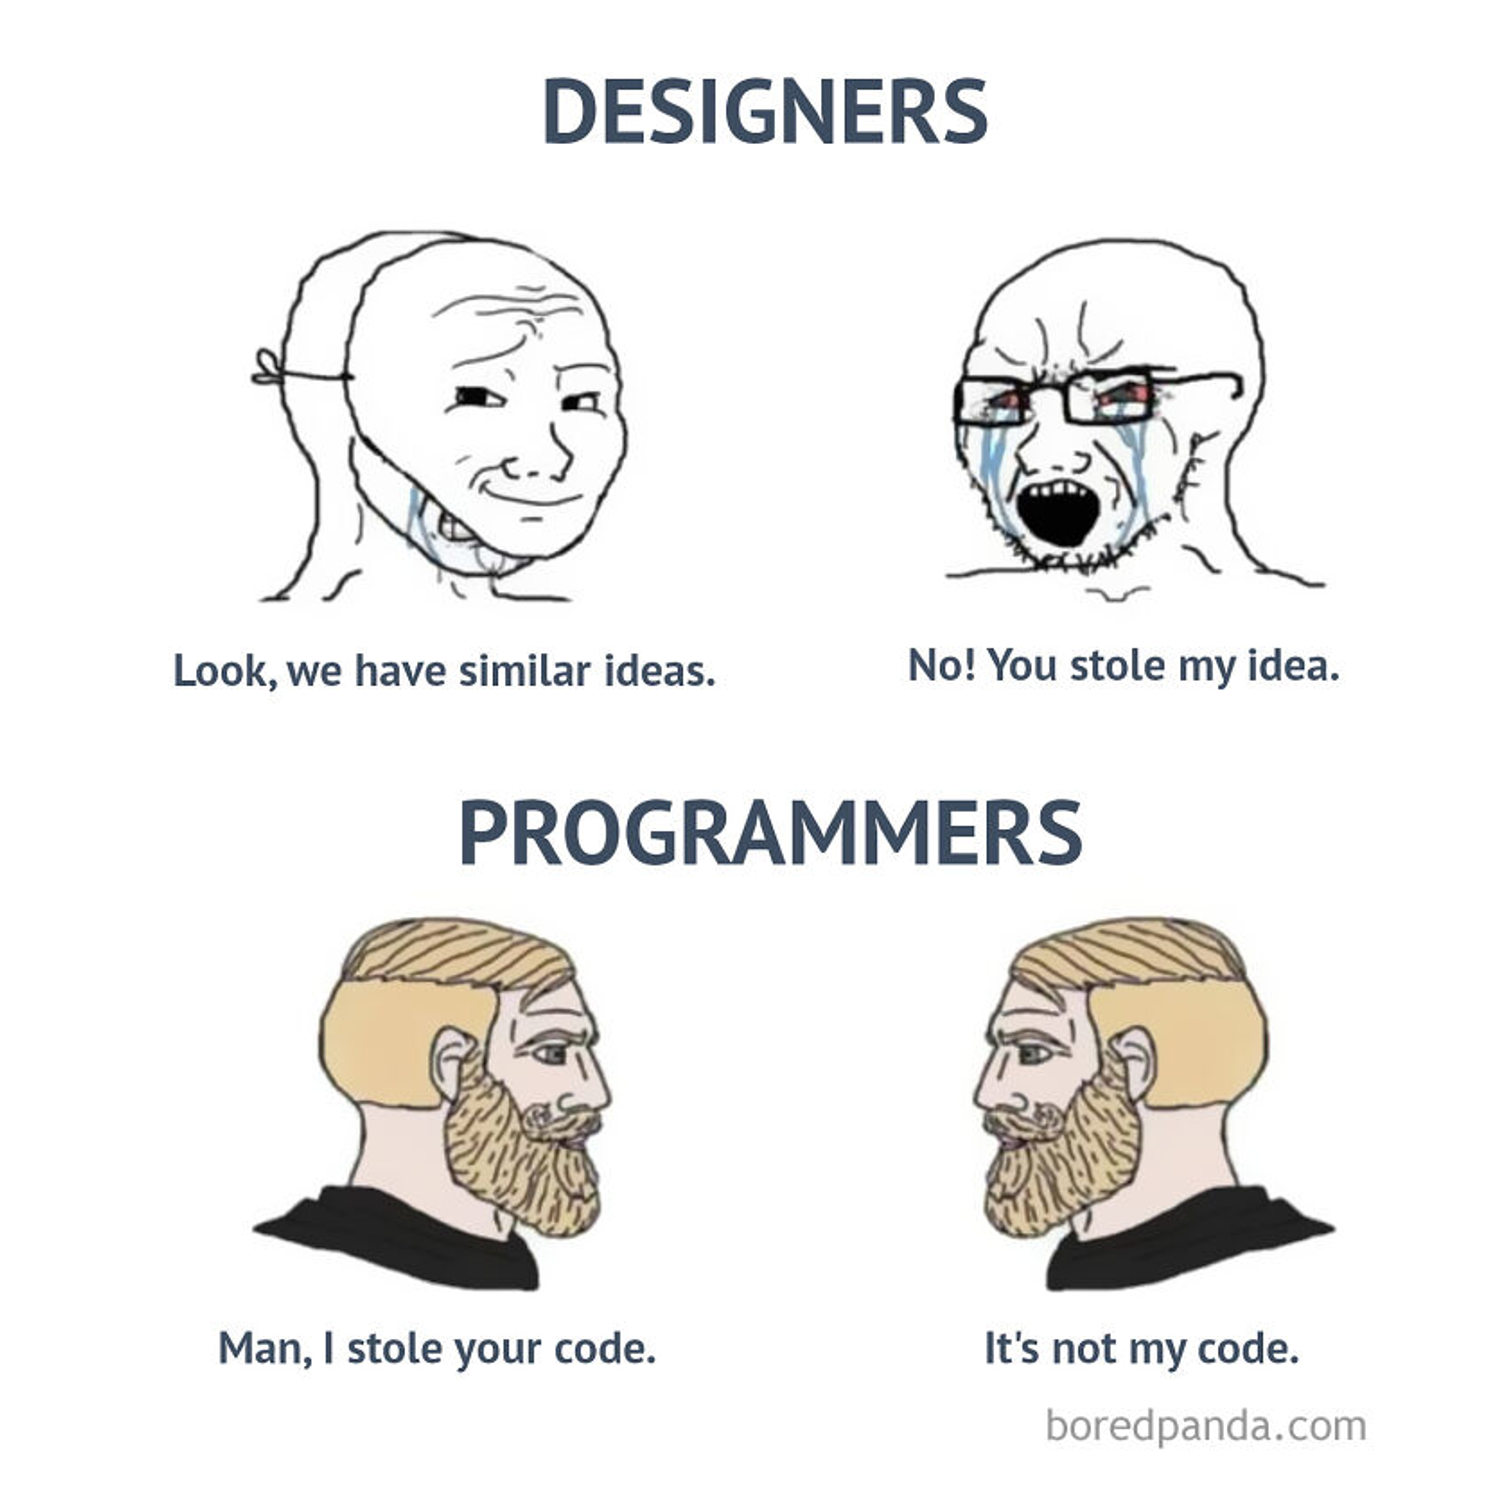 DESIGNERS
Look, we have similar ideas.
No! You stole my idea.
PROGRAMMERS
Man, I stole your code.
It's not my code.
boredpanda.com